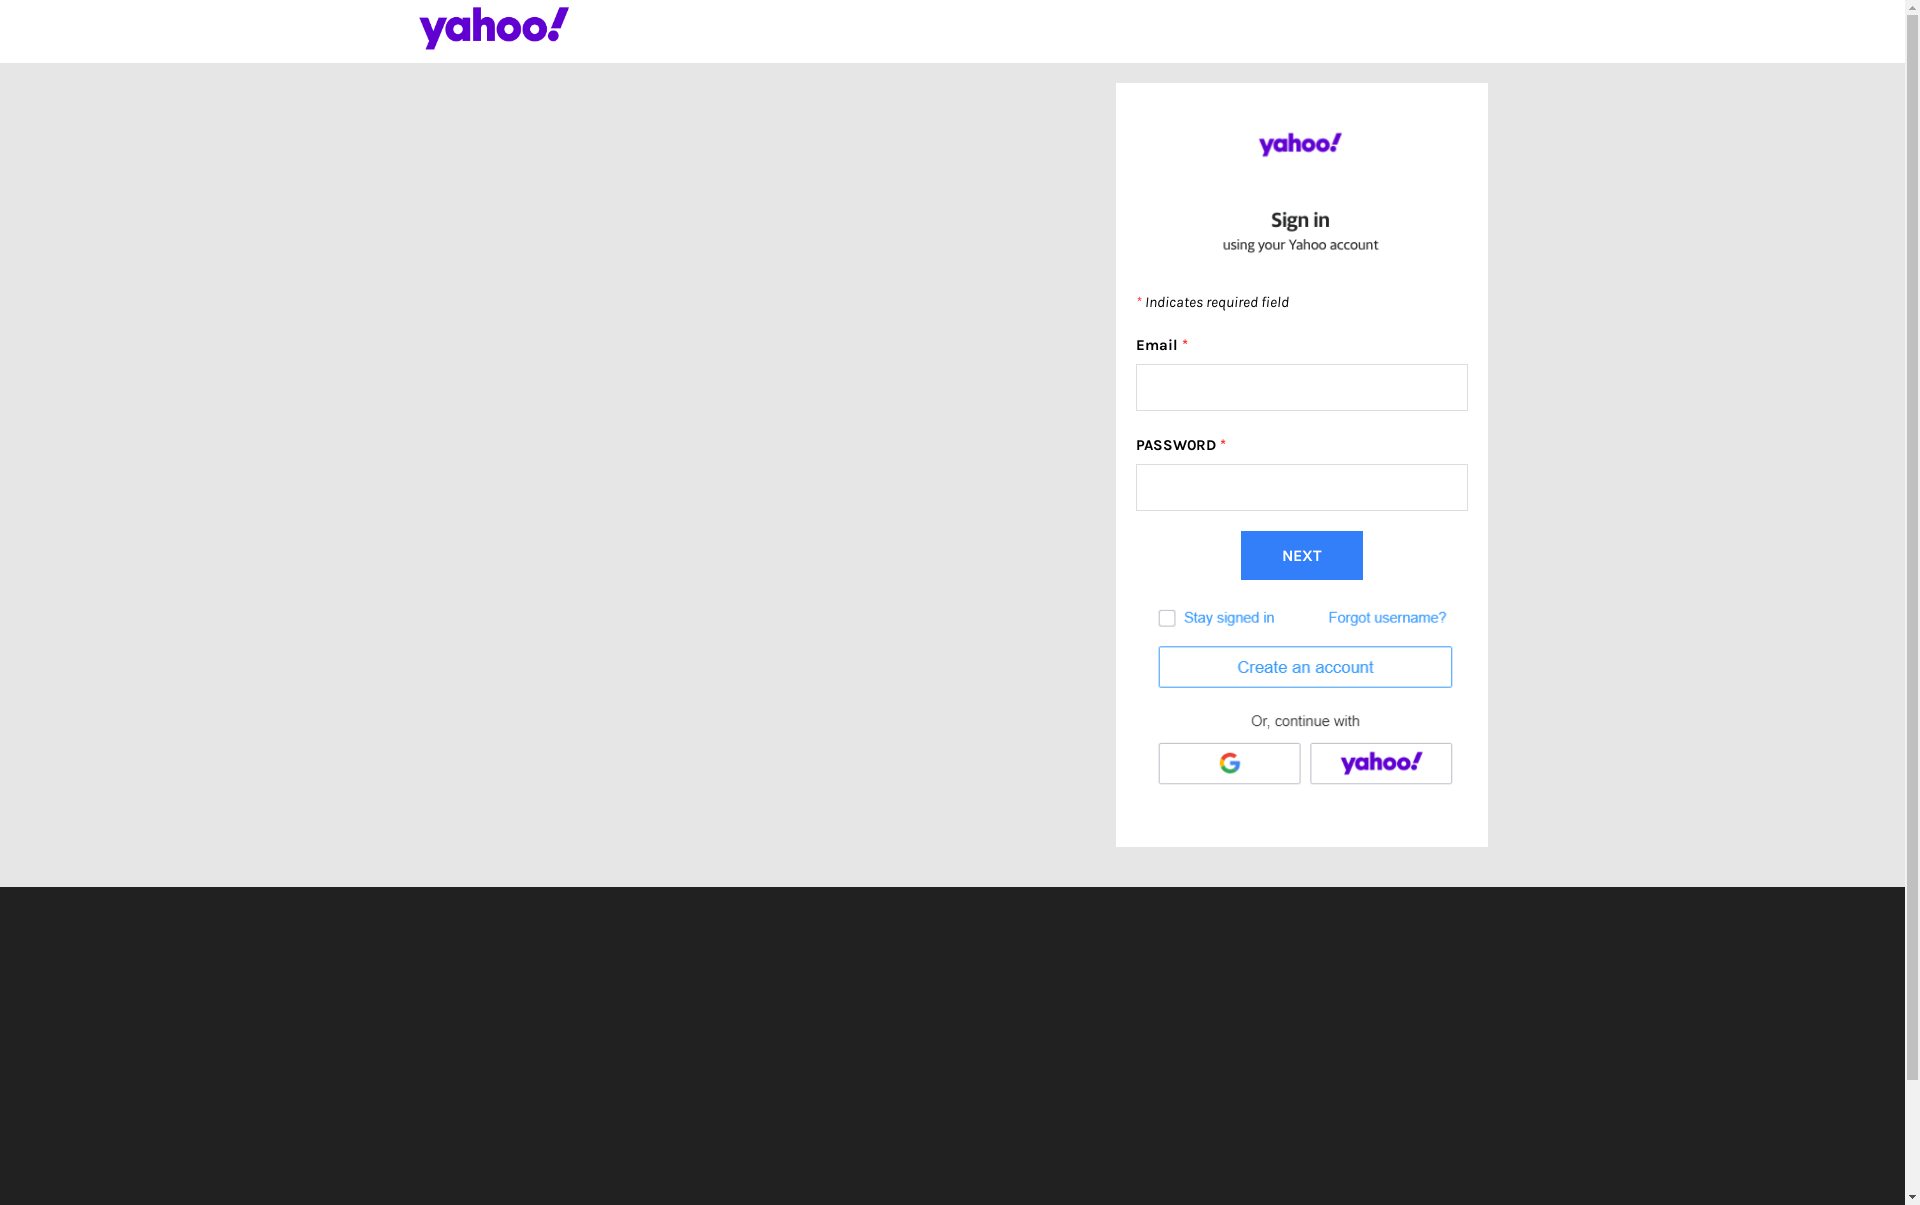 yahoo!
yahoo!
Sign in
using your Yahoo account
* Indicates required field
Email *
PASSWORD *
NEXT
Stay signed in
Forgot username?
Create an account
Or, continue with
G
yahoo!